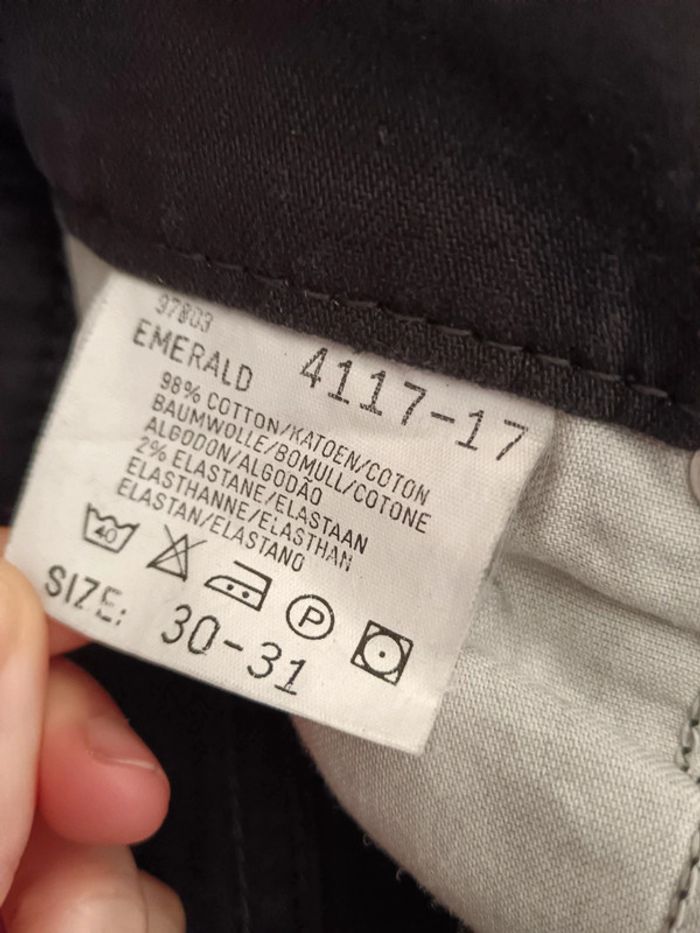 97803
EMERALD 4117-17
98% COTTON/KATOEN/COTON
BAUMWOLLE/BOMULL/COTONE
ALGODON/ALGODÃO
2% ELASTANE/ELASTAAN
ELASTHANNE/ELASTHAN
ELASTAN/ELASTANO
40 P
SIZE: 30-31